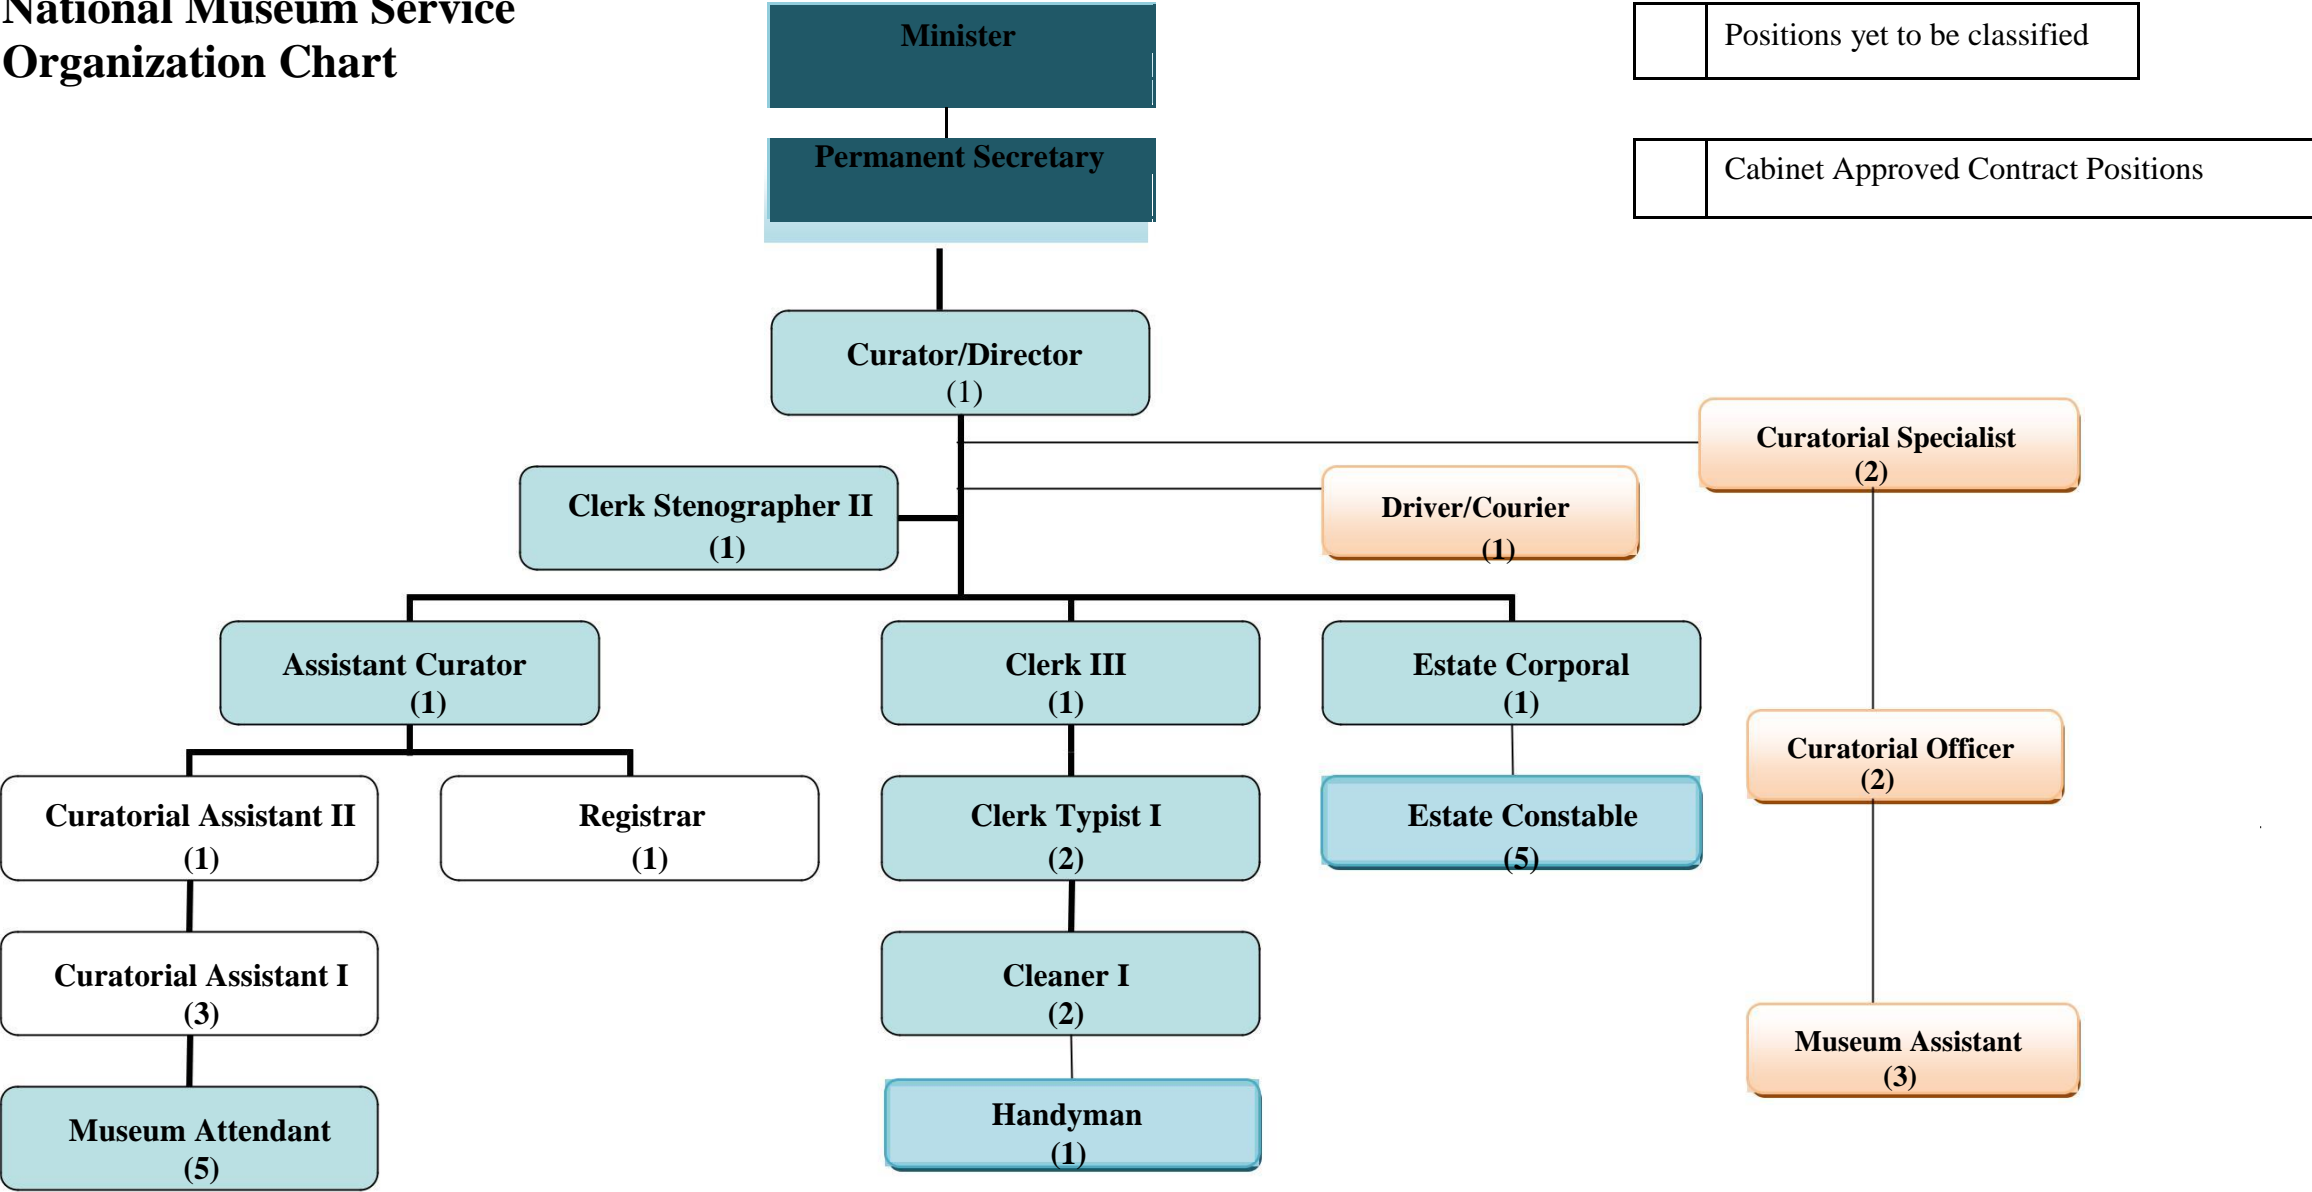 National Museum Service
Organization Chart
Minister
Permanent Secretary
Positions yet to be classified
Cabinet Approved Contract Positions
Curator/Director
(1)
Curatorial Specialist
(2)
Clerk Stenographer II
(1)
Driver/Courier
(1)
Assistant Curator
(1)
Clerk III
(1)
Estate Corporal
(1)
Curatorial Officer
(2)
Curatorial Assistant II
(1)
Registrar
(1)
Clerk Typist I
(2)
Estate Constable
(5)
Curatorial Assistant I
(3)
Cleaner I
(2)
Museum Assistant
(3)
Museum Attendant
(5)
Handyman
(1)